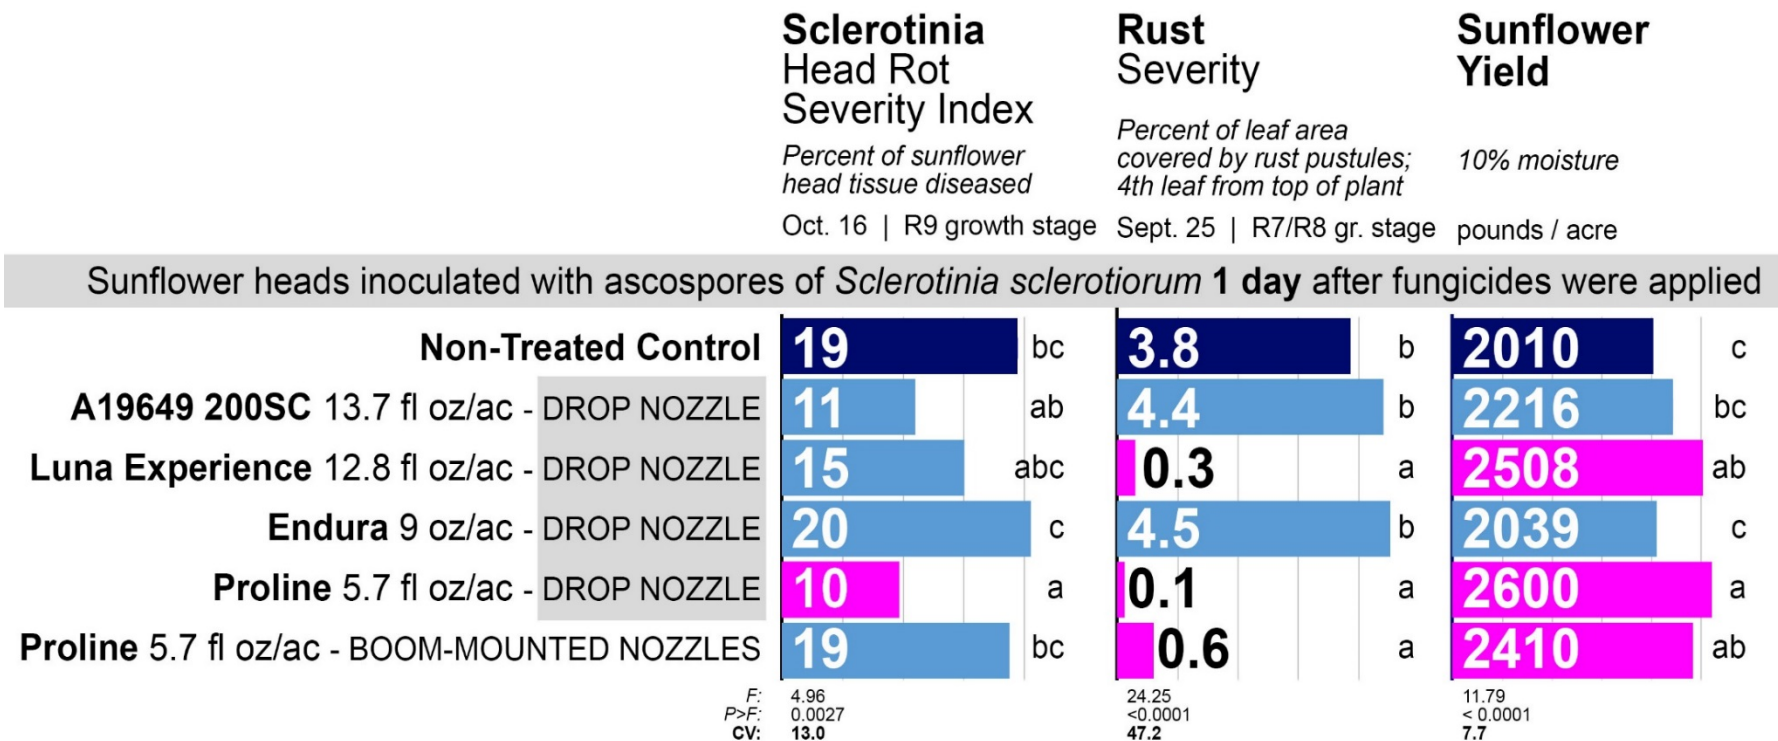 Sclerotinia
Head Rot
Severity Index
Percent of sunflower
head tissue diseased
Oct. 16 | R9 growth stage
Rust
Severity
Percent of leaf area
covered by rust pustules;
4th leaf from top of plant
Sept. 25 | R7/R8 gr. stage
Sunflower
Yield
10% moisture
pounds / acre
Sunflower heads inoculated with ascospores of Sclerotinia sclerotiorum 1 day after fungicides were applied
Non-Treated Control 19 bc 3.8 b 2010 c
A19649 200SC 13.7 fl oz/ac - DROP NOZZLE 11 ab 4.4 b 2216 bc
Luna Experience 12.8 fl oz/ac - DROP NOZZLE 15 abc 0.3 a 2508 ab
Endura 9 oz/ac - DROP NOZZLE 20 c 4.5 b 2039 c
Proline 5.7 fl oz/ac - DROP NOZZLE 10 a 0.1 a 2600 a
Proline 5.7 fl oz/ac - BOOM-MOUNTED NOZZLES 19 bc 0.6 a 2410 ab
F: 4.96 24.25 11.79
P>F: 0.0027 <0.0001 < 0.0001
CV: 13.0 47.2 7.7